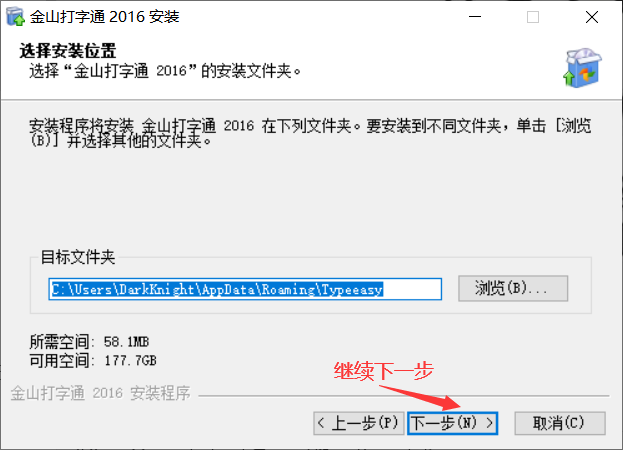 金山打字通 2016 安装
选择安装位置
选择“金山打字通 2016”的安装文件夹。
安装程序将安装 金山打字通 2016 在下列文件夹。要安装到不同文件夹，单击 [浏览
(B)] 并选择其他的文件夹。
目标文件夹
C:\Users\DarkKnight\AppData\Roaming\Typeeasy
浏览(B)...
所需空间: 58.1MB
可用空间: 177.7GB
继续下一步
金山打字通 2016 安装程序
< 上一步(P)
下一步(N) >
取消(C)